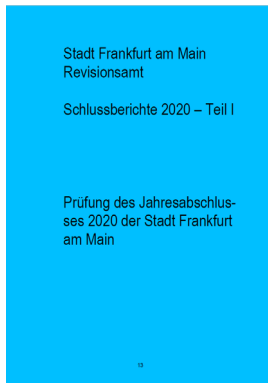 Stadt Frankfurt am Main
Revisionsamt
Schlussberichte 2020 – Teil I
Prüfung des Jahresabschlus-
ses 2020 der Stadt Frankfurt
am Main
13